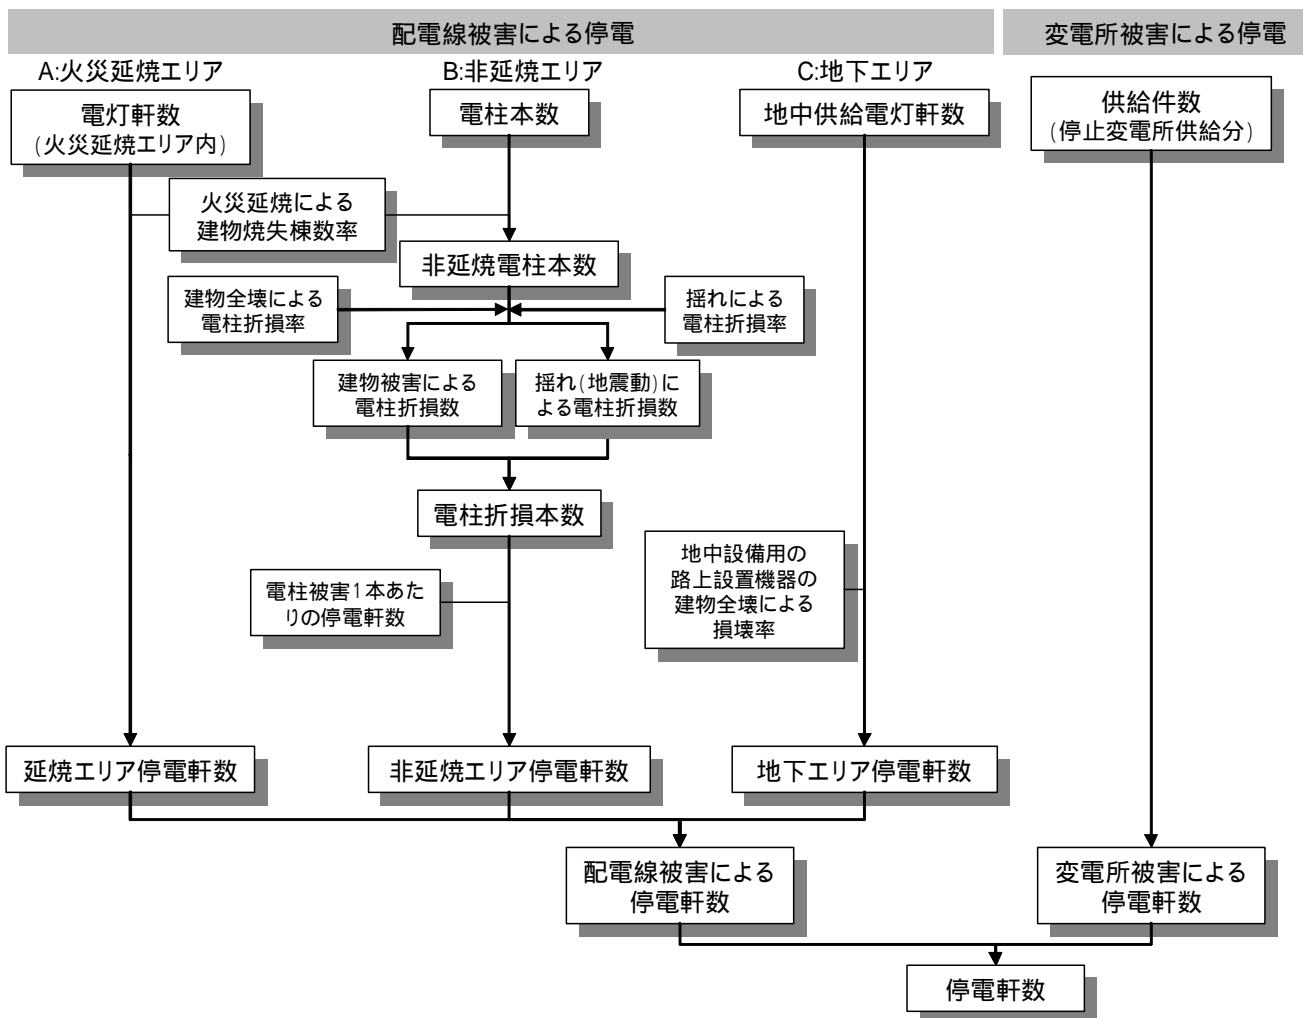 配電線被害による停電
変電所被害による停電
A:火災延焼エリア
B:非延焼エリア
C:地下エリア
電灯軒数
(火災延焼エリア内)
電柱本数
地中供給電灯軒数
供給件数
(停止変電所供給分)
火災延焼による
建物焼失棟数率
非延焼電柱本数
建物全壊による
電柱折損率
揺れによる
電柱折損率
建物被害による
電柱折損数
揺れ(地震動)に
よる電柱折損数
電柱折損本数
地中設備用の
路上設置機器の
建物全壊による
損壊率
電柱被害1本あた
りの停電軒数
延焼エリア停電軒数
非延焼エリア停電軒数
地下エリア停電軒数
配電線被害による
停電軒数
変電所被害による
停電軒数
停電軒数